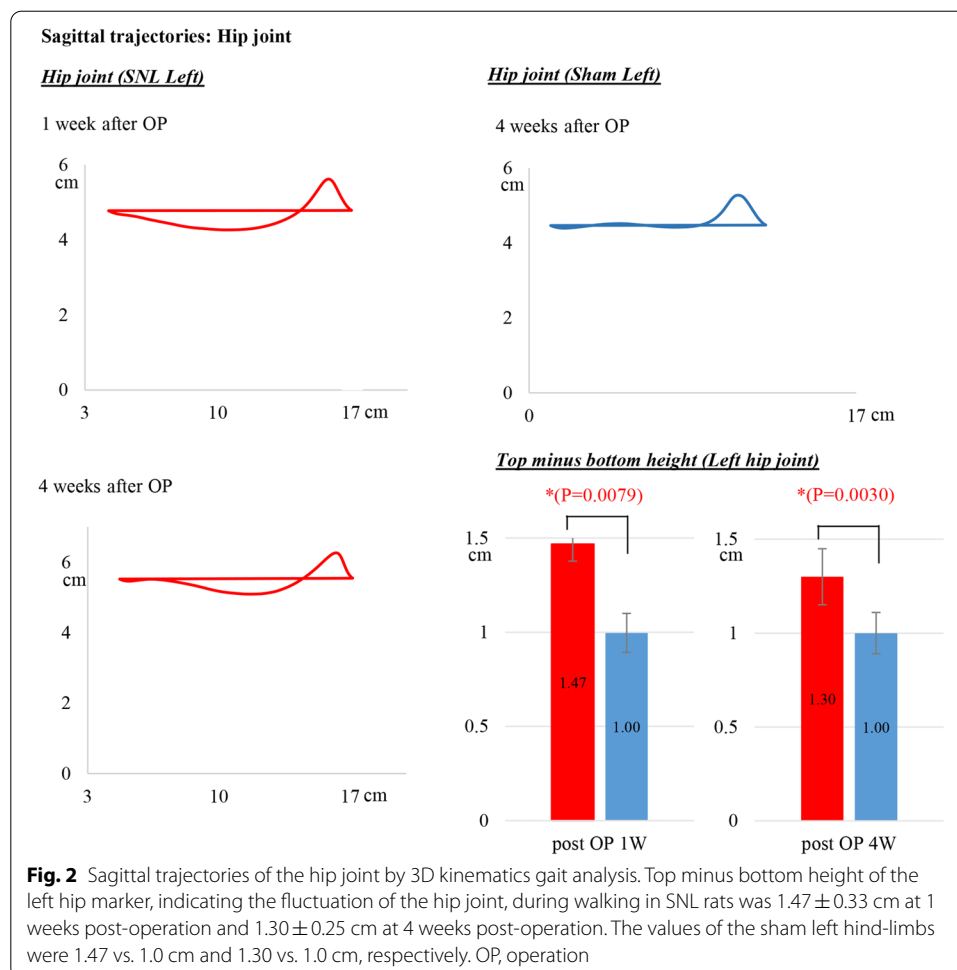 Sagittal trajectories: Hip joint
Hip joint (SNL Left)
1 week after OP
6
cm
4
2
0
3 10 17 cm
Hip joint (Sham Left)
4 weeks after OP
6
cm
4
2
0
0 17 cm
4 weeks after OP
6
cm
4
2
0
3 10 17 cm
Top minus bottom height (Left hip joint)
*(P=0.0079)
1.5
cm
1
0.5
0
1.47
1.00
post OP 1W
*(P=0.0030)
1.5
cm
1
0.5
0
1.30
1.00
post OP 4W
Fig. 2 Sagittal trajectories of the hip joint by 3D kinematics gait analysis. Top minus bottom height of the
left hip marker, indicating the fluctuation of the hip joint, during walking in SNL rats was 1.47 ± 0.33 cm at 1
weeks post-operation and 1.30 ± 0.25 cm at 4 weeks post-operation. The values of the sham left hind-limbs
were 1.47 vs. 1.0 cm and 1.30 vs. 1.0 cm, respectively. OP, operation